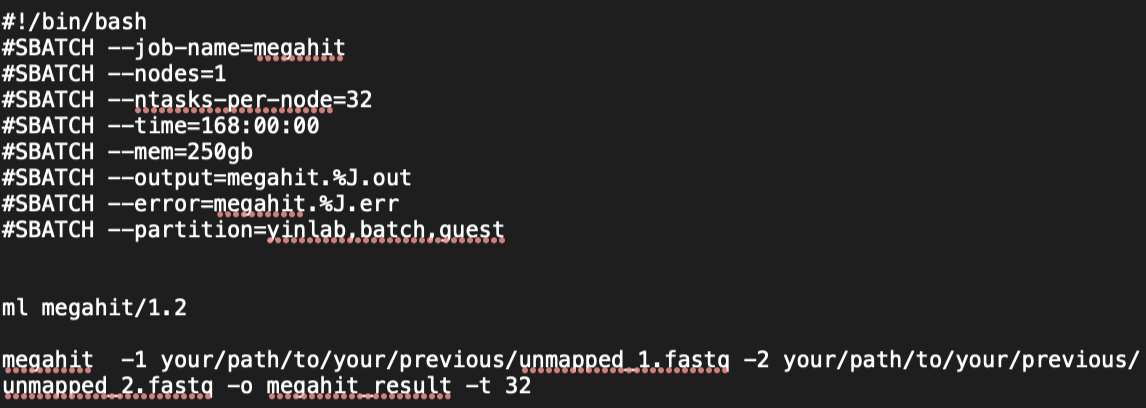 #!/bin/bash
#SBATCH --job-name=megahit
#SBATCH --nodes=1
#SBATCH --ntasks-per-node=32
#SBATCH --time=168:00:00
#SBATCH --mem=250gb
#SBATCH --output=megahit.%J.out
#SBATCH --error=megahit.%J.err
#SBATCH --partition=yinlab,batch,guest
ml megahit/1.2
megahit  -1 your/path/to/your/previous/unmapped_1.fastq -2 your/path/to/your/previous/
unmapped_2.fastq -o megahit_result -t 32